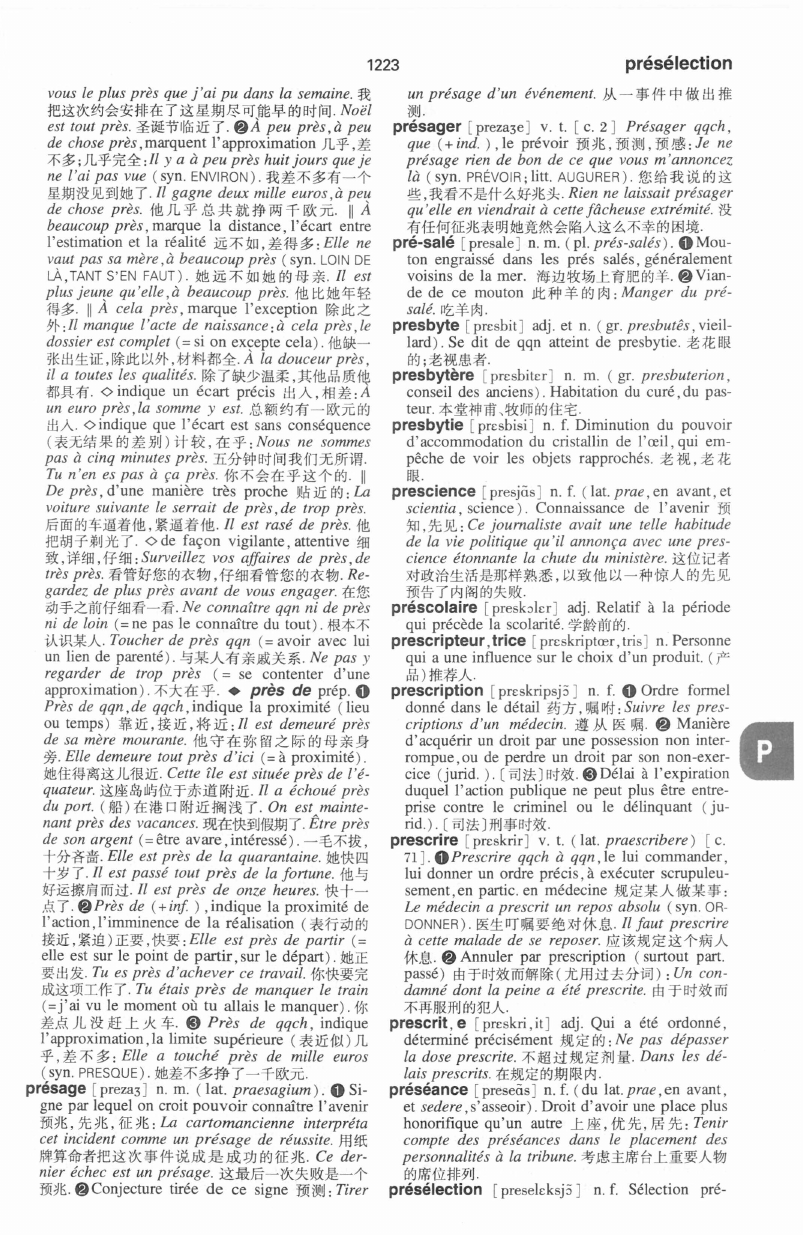 1223
présélection
vous le plus près que j'ai pu dans la semaine. 我
把这次约会安排在了这星期尽可能早的时间. Noël
est tout près. 圣诞节临近了. ❷À peu près, à peu
de chose près, marquent l'approximation 几乎, 差
不多; 几乎完全: Il y a à peu près huit jours que je
ne l'ai pas vue ( syn. ENVIRON). 我差不多有一个
星期没见到她了. Il gagne deux mille euros, à peu
de chose près. 他几乎总共就挣两千欧元. ‖ À
beaucoup près, marque la distance, l'écart entre
l'estimation et la réalité 远不如, 差得多: Elle ne
vaut pas sa mère, à beaucoup près ( syn. LOIN DE
LÀ, TANT S'EN FAUT). 她远不如她的母亲. Il est
plus jeune qu'elle, à beaucoup près. 他比她年轻
得多. ‖ À cela près, marque l'exception 除此之
外: Il manque l'acte de naissance: à cela près, le
dossier est complet (= si on excepte cela). 他缺一
张出生证, 除此以外, 材料都全. À la douceur près,
il a toutes les qualités. 除了缺少温柔, 其他品质他
都具有. ◇ indique un écart précis 出入, 相差: À
un euro près, la somme y est. 总额约有一欧元的
出入. ◇ indique que l'écart est sans conséquence
(表无结果的差别) 计较, 在乎: Nous ne sommes
pas à cinq minutes près. 五分钟时间我们无所谓.
Tu n'en es pas à ça près. 你不会在乎这个的. ‖
De près, d'une manière très proche 贴近的: La
voiture suivante le serrait de près, de trop près.
后面的车逼着他, 紧逼着他. Il est rasé de près. 他
把胡子剃光了. ◇ de façon vigilante, attentive 细
致, 详细, 仔细: Surveillez vos affaires de près, de
très près. 看管好您的衣物, 仔细看管您的衣物. Re-
gardez de plus près avant de vous engager. 在您
动手之前仔细看一看. Ne connaître qqn ni de près
ni de loin (= ne pas le connaître du tout). 根本不
认识某人. Toucher de près qqn (= avoir avec lui
un lien de parenté). 与某人有亲戚关系. Ne pas y
regarder de trop près (= se contenter d'une
approximation). 不大在乎. ◆ près de prép. ❶
Près de qqn, de qqch, indique la proximité (lieu
ou temps) 靠近, 接近, 将近: Il est demeuré près
de sa mère mourante. 他守在弥留之际的母亲身
旁. Elle demeure tout près d'ici (= à proximité).
她住得离这儿很近. Cette île est située près de l'é-
quateur. 这座岛屿位于赤道附近. Il a échoué près
du port. (船) 在港口附近搁浅了. On est mainte-
nant près des vacances. 现在快到假期了. Être près
de son argent (= être avare, intéressé). 一毛不拔,
十分吝啬. Elle est près de la quarantaine. 她快四
十岁了. Il est passé tout près de la fortune. 他与
好运擦肩而过. Il est près de onze heures. 快十一
点了. ❷Près de (+inf. ), indique la proximité de
l'action, l'imminence de la réalisation (表行动的
接近, 紧迫) 正要, 快要: Elle est près de partir (=
elle est sur le point de partir, sur le départ). 她正
要出发. Tu es près d'achever ce travail. 你快要完
成这项工作了. Tu étais près de manquer le train
(= j'ai vu le moment où tu allais le manquer). 你
差点儿没赶上火车. ❸ Près de qqch, indique
l'approximation, la limite supérieure (表近似) 几
乎, 差不多: Elle a touché près de mille euros
(syn. PRESQUE). 她差不多挣了一千欧元.
présage [prezaʒ] n. m. ( lat. praesagium). ❶ Si-
gne par lequel on croit pouvoir connaître l'avenir
预兆, 先兆, 征兆: La cartomancienne interpréta
cet incident comme un présage de réussite. 用纸
牌算命者把这次事件说成是成功的征兆. Ce der-
nier échec est un présage. 这最后一次失败是一个
预兆. ❷Conjecture tirée de ce signe 预测: Tirer
un présage d'un événement. 从一事件中做出推
测.
présager [prezaʒe] v. t. [c. 2] Présager qqch,
que (+ind. ), le prévoir 预兆, 预测, 预感: Je ne
présage rien de bon de ce que vous m'annoncez
là ( syn. PRÉVOIR; litt. AUGURER). 您给我说的这
些, 我看不是什么好兆头. Rien ne laissait présager
qu'elle en viendrait à cette fâcheuse extrémité. 没
有任何征兆表明她竟然会陷入这么不幸的困境.
pré-salé [presale] n. m. ( pl. prés-salés). ❶ Mou-
ton engraissé dans les prés salés, généralement
voisins de la mer. 海边牧场上育肥的羊. ❷ Vian-
de de ce mouton 此种羊的肉: Manger du pré-
salé. 吃羊肉.
presbyte [prɛsbit] adj. et n. ( gr. presbutês, vieil-
lard). Se dit de qqn atteint de presbytie. 老花眼
的; 老视患者.
presbytère [prɛsbitɛr] n. m. ( gr. presbuterion,
conseil des anciens). Habitation du curé, du pas-
teur. 本堂神甫、牧师的住宅.
presbytie [prɛsbisi] n. f. Diminution du pouvoir
d'accommodation du cristallin de l'œil, qui em-
pêche de voir les objets rapprochés. 老视, 老花
眼.
prescience [presjɑ̃s] n. f. ( lat. prae, en avant, et
scientia, science). Connaissance de l'avenir 预
知, 先见: Ce journaliste avait une telle habitude
de la vie politique qu'il annonça avec une pres-
cience étonnante la chute du ministère. 这位记者
对政治生活是那样熟悉, 以致他以一种惊人的先见
预告了内阁的失败.
préscolaire [preskolɛr] adj. Relatif à la période
qui précède la scolarité. 学龄前的.
prescripteur, trice [prɛskriptœr, tris] n. Personne
qui a une influence sur le choix d'un produit. (产
品) 推荐人.
prescription [prɛskripsjɔ̃] n. f. ❶ Ordre formel
donné dans le détail 药方, 嘱咐: Suivre les pres-
criptions d'un médecin. 遵从医嘱. ❷ Manière
d'acquérir un droit par une possession non inter-
rompue, ou de perdre un droit par son non-exer-
cice (jurid. ). [司法]时效. ❸Délai à l'expiration
duquel l'action publique ne peut plus être entre-
prise contre le criminel ou le délinquant ( ju-
rid.). [司法]刑事时效.
prescrire [prɛskrir] v. t. ( lat. praescribere) [c.
71]. ❶Prescrire qqch à qqn, le lui commander,
lui donner un ordre précis, à exécuter scrupuleu-
sement, en partic. en médecine 规定某人做某事:
Le médecin a prescrit un repos absolu ( syn. OR-
DONNER). 医生叮嘱要绝对休息. Il faut prescrire
à cette malade de se reposer. 应该规定这个病人
休息. ❷ Annuler par prescription ( surtout part.
passé) 由于时效而解除(尤用过去分词): Un con-
damné dont la peine a été prescrite. 由于时效而
不再服刑的犯人.
prescrit, e [prɛskri, it] adj. Qui a été ordonné,
déterminé précisément 规定的: Ne pas dépasser
la dose prescrite. 不超过规定剂量. Dans les dé-
lais prescrits. 在规定的期限内.
préséance [preseɑ̃s] n. f. (du lat. prae, en avant,
et sedere, s'asseoir). Droit d'avoir une place plus
honorifique qu'un autre 上座, 优先, 居先: Tenir
compte des préséances dans le placement des
personnalités à la tribune. 考虑主席台上重要人物
的席位排列.
présélection [preselɛksjɔ̃] n. f. Sélection pré-
P